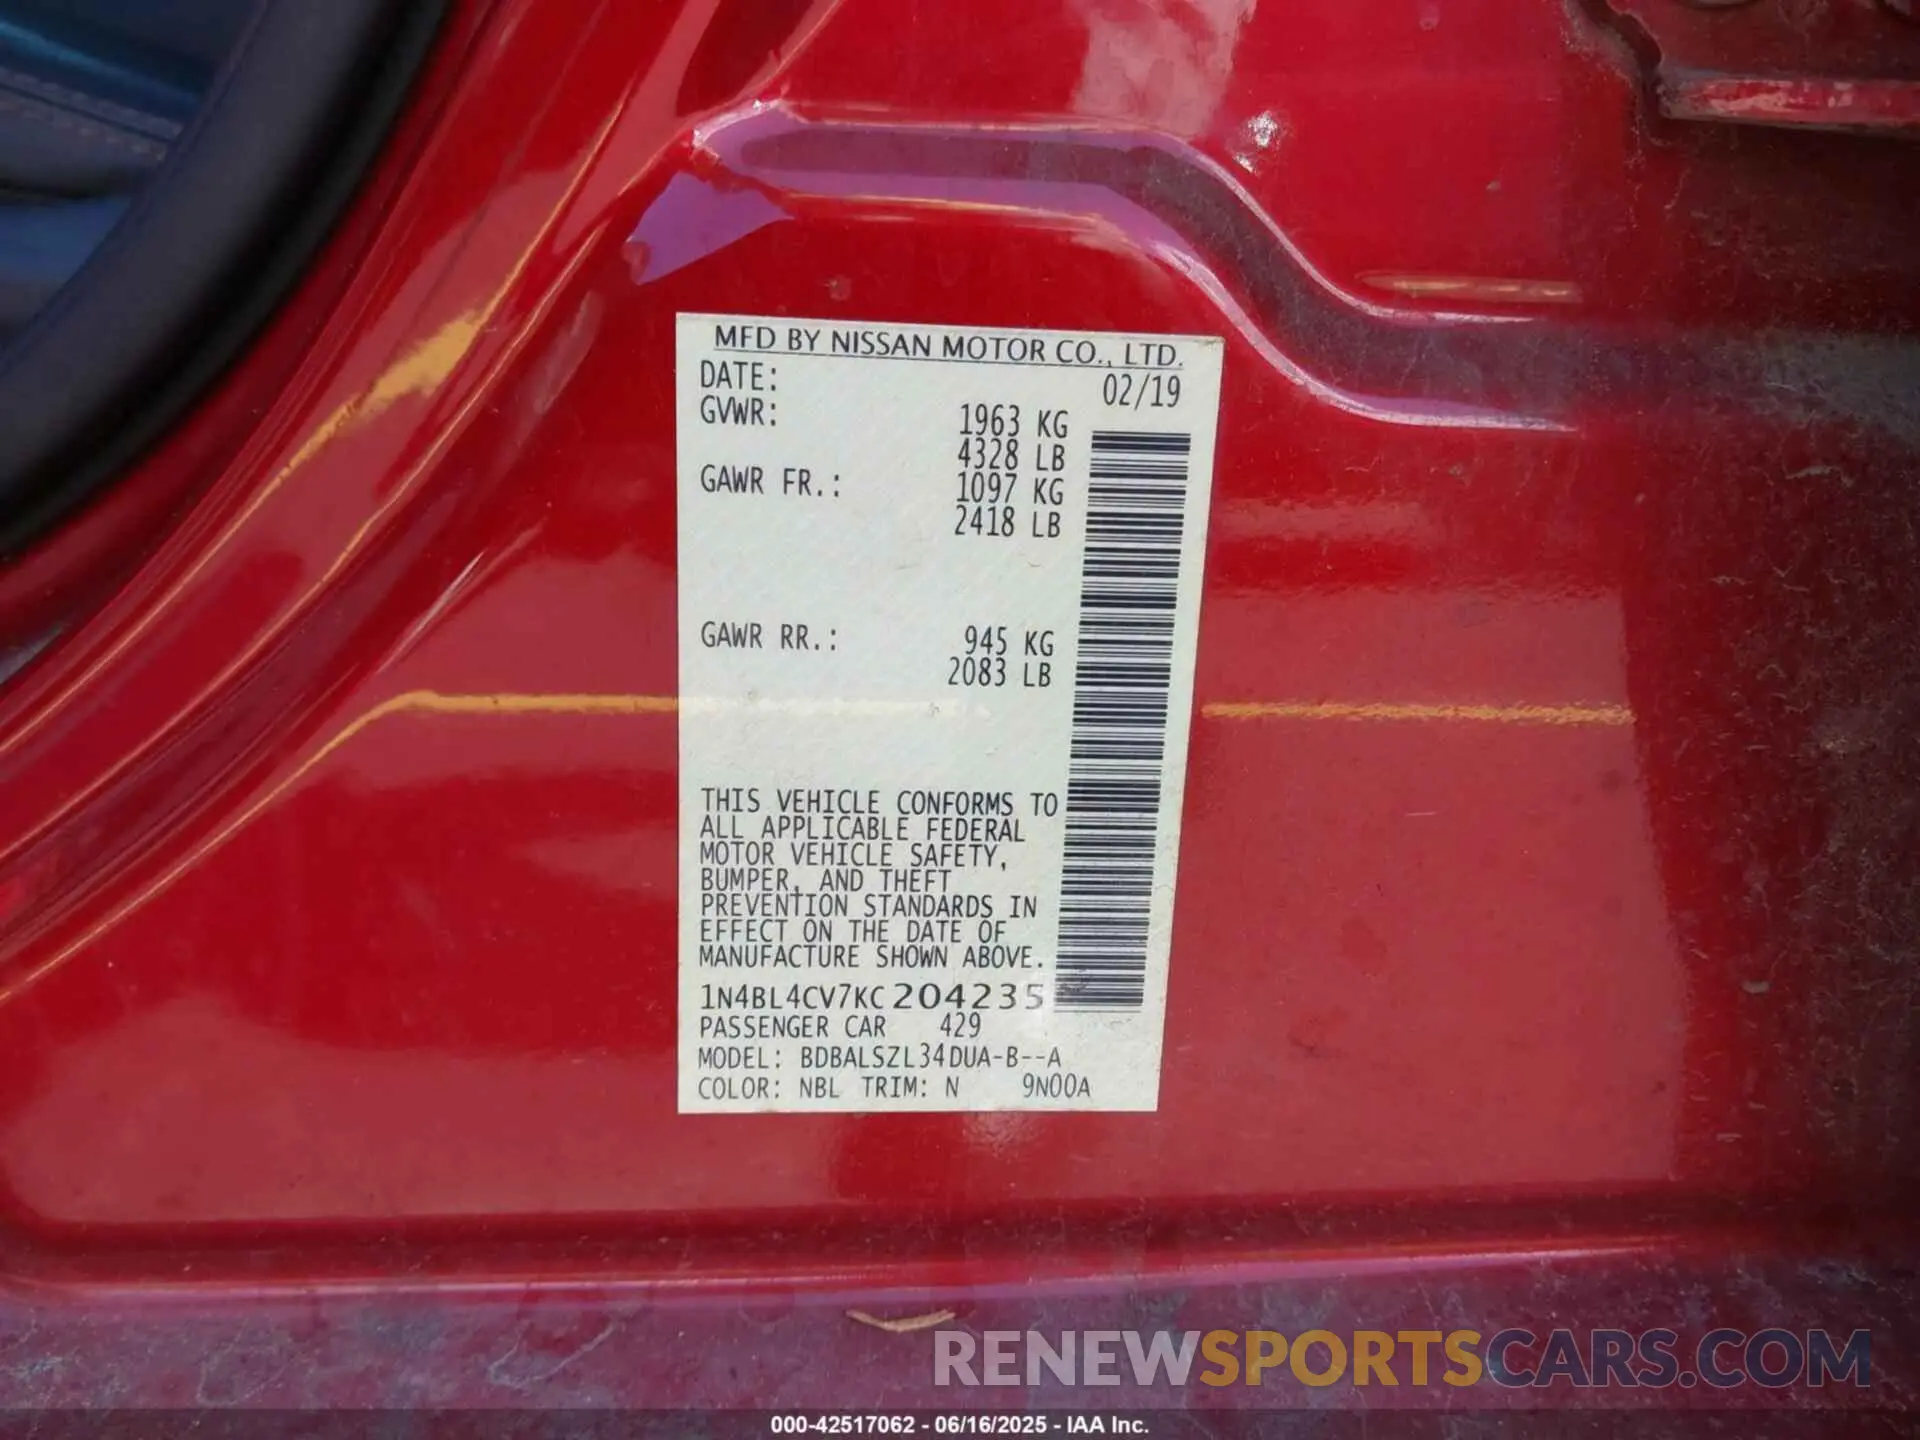 MFD BY NISSAN MOTOR CO., LTD.
DATE: 02/19
GVWR: 1963 KG
4328 LB
GAWR FR.: 1097 KG
2418 LB
GAWR RR.: 945 KG
2083 LB
THIS VEHICLE CONFORMS TO
ALL APPLICABLE FEDERAL
MOTOR VEHICLE SAFETY,
BUMPER, AND THEFT
PREVENTION STANDARDS IN
EFFECT ON THE DATE OF
MANUFACTURE SHOWN ABOVE.
1N4BL4CV7KC204235
PASSENGER CAR 429
MODEL: BDBALSZL34DUA-B--A
COLOR: NBL TRIM: N 9N00A
RENEWSPORTSCARS.COM
000-42517062 - 06/16/2025 - IAA Inc.